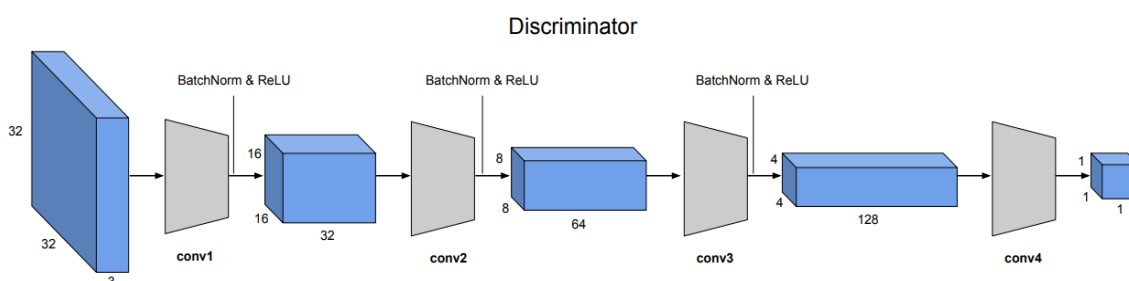 Discriminator
BatchNorm & ReLU
BatchNorm & ReLU
BatchNorm & ReLU
32
32
3
conv1
16
16
32
conv2
8
8
64
conv3
4
4
128
conv4
1
1
1